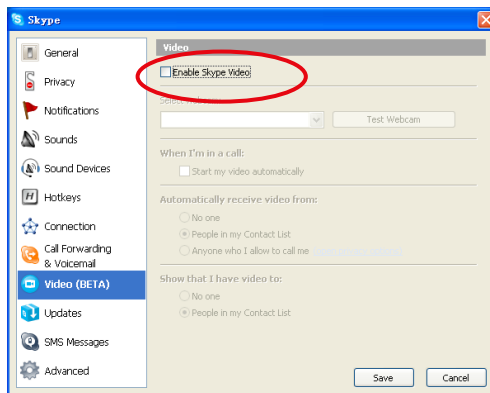 Skype
General
Privacy
Notifications
Sounds
Sound Devices
Hotkeys
Connection
Call Forwarding
& Voicemail
Video (BETA)
Updates
SMS Messages
Advanced
Video
Enable Skype Video
Select webcam
Test Webcam
When I'm in a call:
Start my video automatically
Automatically receive video from:
No one
People in my Contact List
Anyone who I allow to call me
Show that I have video to:
No one
People in my Contact List
Save
Cancel